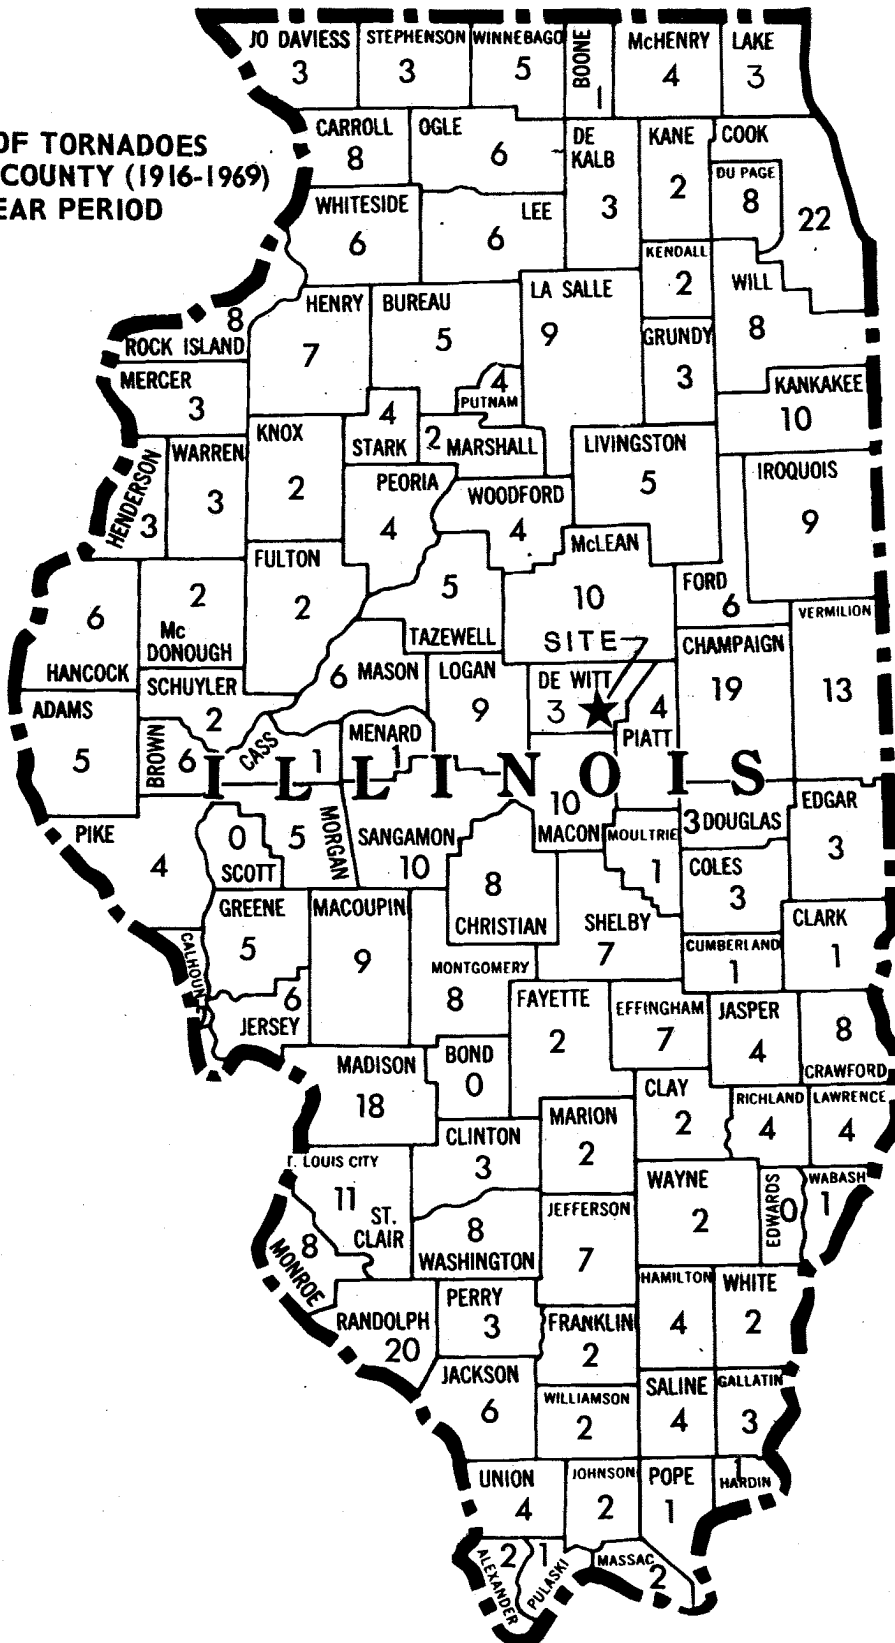 OF TORNADOES
COUNTY (1916-1969)
EAR PERIOD
JO DAVIESS
3
STEPHENSON
3
WINNEBAGO
5
BOONE
1
McHENRY
4
LAKE
3
CARROLL
8
OGLE
6
DE
KALB
3
KANE
2
COOK
22
DU PAGE
8
WHITESIDE
6
LEE
6
KENDALL
2
WILL
8
8
ROCK ISLAND
HENRY
7
BUREAU
5
LA SALLE
9
GRUNDY
3
4
PUTNAM
MERCER
3
KANKAKEE
10
KNOX
2
4
STARK
2 MARSHALL
LIVINGSTON
5
HENDERSON
3
WARREN
3
PEORIA
4
WOODFORD
4
IROQUOIS
9
McLEAN
10
FULTON
2
2
Mc
DONOUGH
6
HANCOCK
5
TAZEWELL
FORD
6
VERMILION
13
SITE
CHAMPAIGN
19
6 MASON
LOGAN
9
DE WITT
3
4
PIATT
SCHUYLER
2
ADAMS
5
BROWN
6
CASS
1
MENARD
1
ILLINOIS
10
MACON
MOULTRIE
1
3 DOUGLAS
EDGAR
3
PIKE
4
0
SCOTT
5
MORGAN
SANGAMON
10
8
CHRISTIAN
COLES
3
SHELBY
7
CLARK
1
GREENE
5
MACOUPIN
9
CUMBERLAND
1
CALHOUN
MONTGOMERY
8
6
JERSEY
FAYETTE
2
EFFINGHAM
7
JASPER
4
8
CRAWFORD
MADISON
18
BOND
0
CLAY
2
RICHLAND
4
LAWRENCE
4
MARION
2
CLINTON
3
T. LOUIS CITY
11
ST.
CLAIR
WAYNE
2
EDWARDS
0
WABASH
1
JEFFERSON
7
8
WASHINGTON
8
MONROE
HAMILTON
4
WHITE
2
RANDOLPH
20
PERRY
3
FRANKLIN
2
JACKSON
6
WILLIAMSON
2
SALINE
4
GALLATIN
3
UNION
4
JOHNSON
2
POPE
1
1
HARDIN
2
ALEXANDER
1
PULASKI
MASSAC
2